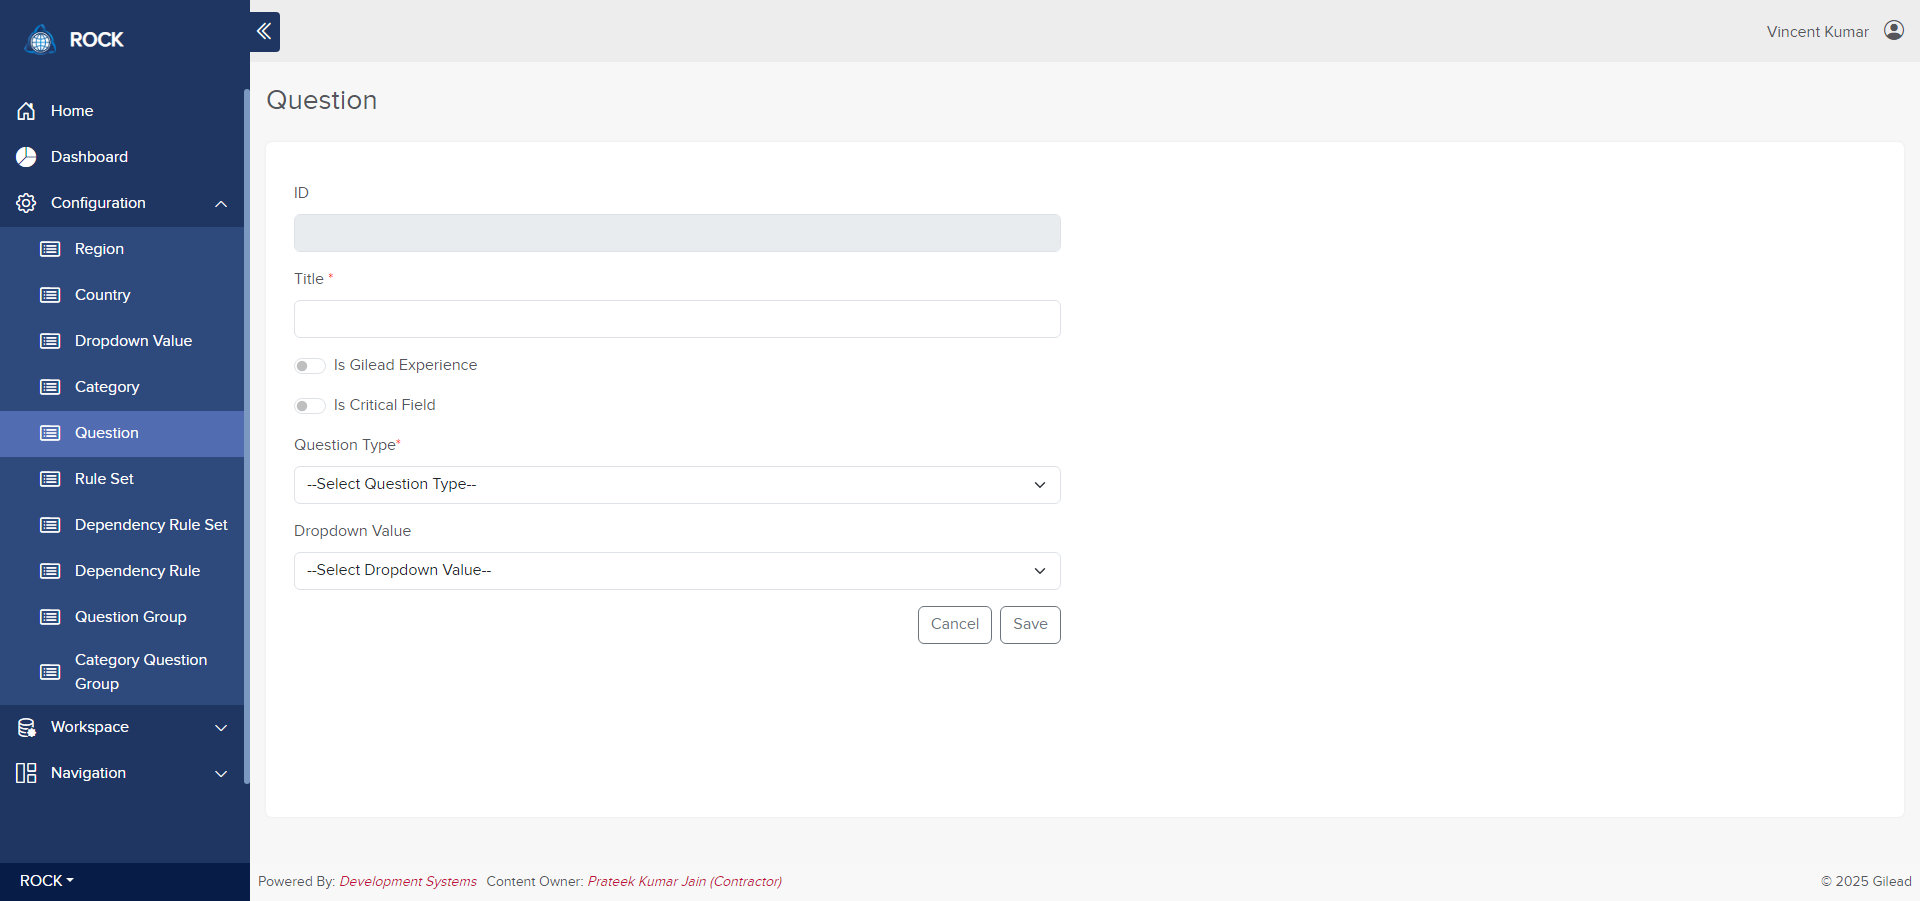 ROCK
Vincent Kumar
Home
Dashboard
Configuration
Region
Country
Dropdown Value
Category
Question
Rule Set
Dependency Rule Set
Dependency Rule
Question Group
Category Question
Group
Workspace
Navigation
ROCK
Question
ID
Title *
Is Gilead Experience
Is Critical Field
Question Type*
--Select Question Type--
Dropdown Value
--Select Dropdown Value--
Cancel Save
Powered By: Development Systems Content Owner: Prateek Kumar Jain (Contractor)
© 2025 Gilead